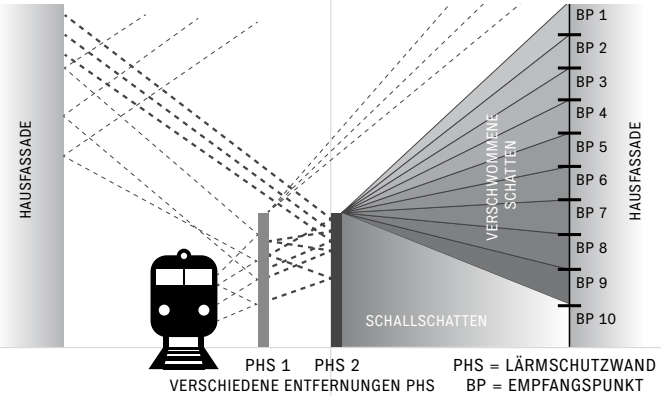 HAUSFASSADE
VERSCHWOMMENE
SCHATTEN
BP 1
BP 2
BP 3
BP 4
BP 5
BP 6
BP 7
BP 8
BP 9
BP 10
HAUSFASSADE
SCHALLSCHATTEN
PHS 1 PHS 2
VERSCHIEDENE ENTFERNUNGEN PHS
PHS = LÄRMSCHUTZWAND
BP = EMPFANGSPUNKT